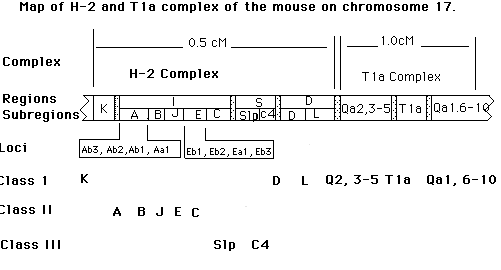 Map of H-2 and T1a complex of the mouse on chromosome 17.
0.5 cM 1.0cM
Complex H-2 Complex T1a Complex
Regions K I S D Qa2,3-5 T1a Qa1.6-10
Subregions A B J E C Slp C4 D L
Loci Ab3, Ab2,Ab1, Aa1 Eb1, Eb2, Ea1, Eb3
Class 1 K D L Q2, 3-5 T1a Qa1, 6-10
Class II A B J E C
Class III Slp C4